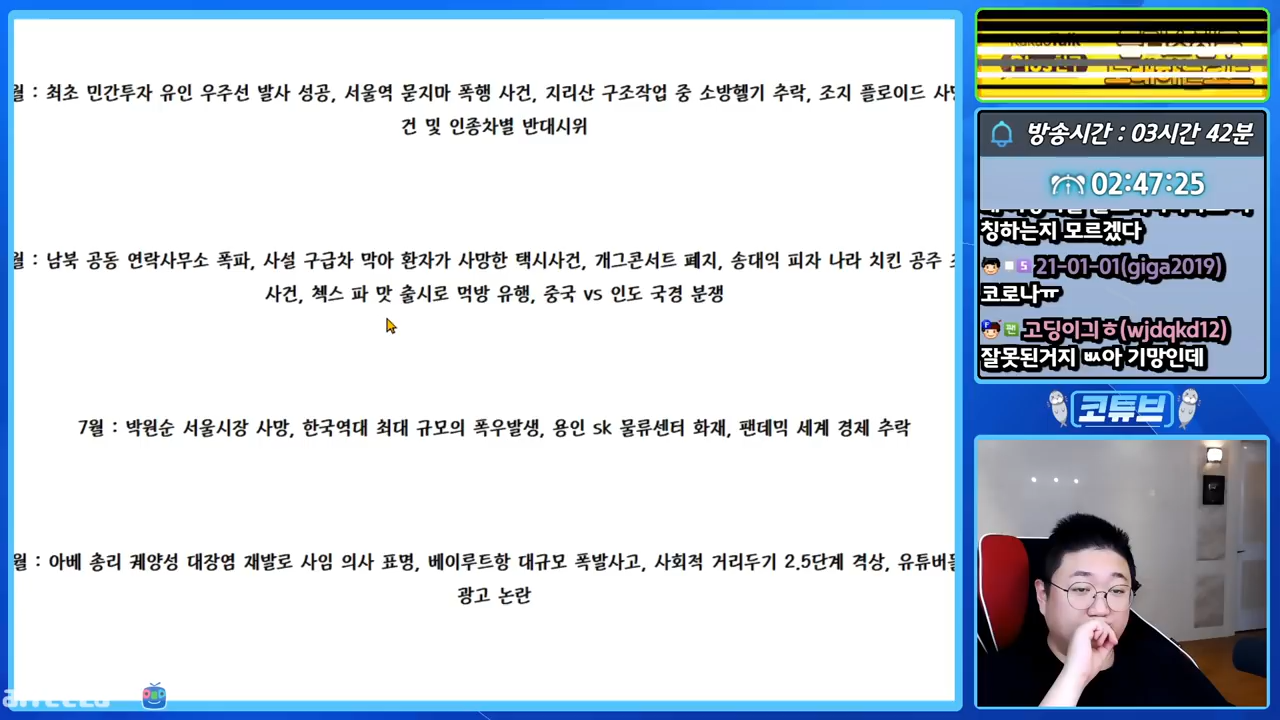 월 : 최초 민간투자 유인 우주선 발사 성공, 서울역 묻지마 폭행 사건, 지리산 구조작업 중 소방헬기 추락, 조지 플로이드 사망
건 및 인종차별 반대시위
월 : 남북 공동 연락사무소 폭파, 사설 구급차 막아 환자가 사망한 택시사건, 개그콘서트 폐지, 송대익 피자 나라 치킨 공주
사건, 첵스 파 맛 출시로 먹방 유행, 중국 vs 인도 국경 분쟁
7월 : 박원순 서울시장 사망, 한국역대 최대 규모의 폭우발생, 용인 sk 물류센터 화재, 팬데믹 세계 경제 추락
월 : 아베 총리 궤양성 대장염 재발로 사임 의사 표명, 베이루트항 대규모 폭발사고, 사회적 거리두기 2.5단계 격상, 유튜버들
광고 논란
방송시간 : 03시간 42분
02:47:25
칭하는지 모르겠다
21-01-01(giga2019)
코로나ㅠ
팬 고딩이긔ㅎ(wjdqkd12)
잘못된거지 ㅄ아 기망인데
코튜브